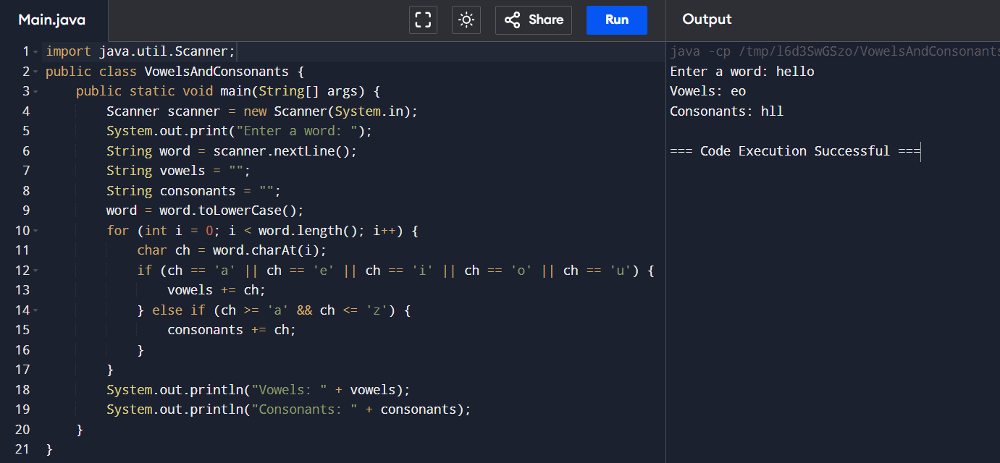 Main.java
Share
Run
Output
1 import java.util.Scanner;
2 public class VowelsAndConsonants {
3     public static void main(String[] args) {
4         Scanner scanner = new Scanner(System.in);
5         System.out.print("Enter a word: ");
6         String word = scanner.nextLine();
7         String vowels = "";
8         String consonants = "";
9         word = word.toLowerCase();
10         for (int i = 0; i < word.length(); i++) {
11             char ch = word.charAt(i);
12             if (ch == 'a' || ch == 'e' || ch == 'i' || ch == 'o' || ch == 'u') {
13                 vowels += ch;
14             } else if (ch >= 'a' && ch <= 'z') {
15                 consonants += ch;
16             }
17         }
18         System.out.println("Vowels: " + vowels);
19         System.out.println("Consonants: " + consonants);
20     }
21 }
java -cp /tmp/l6d3SwGSzo/VowelsAndConsonants
Enter a word: hello
Vowels: eo
Consonants: hll
=== Code Execution Successful ===